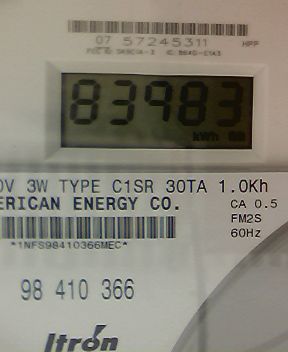 07 57245311 HPP
83983
kWh
0V 3W TYPE C1SR 30TA 1.0Kh
ERICAN ENERGY CO.
CA 0.5
FM2S
60Hz
*1NFS98410366MEC*
98 410 366
Itron